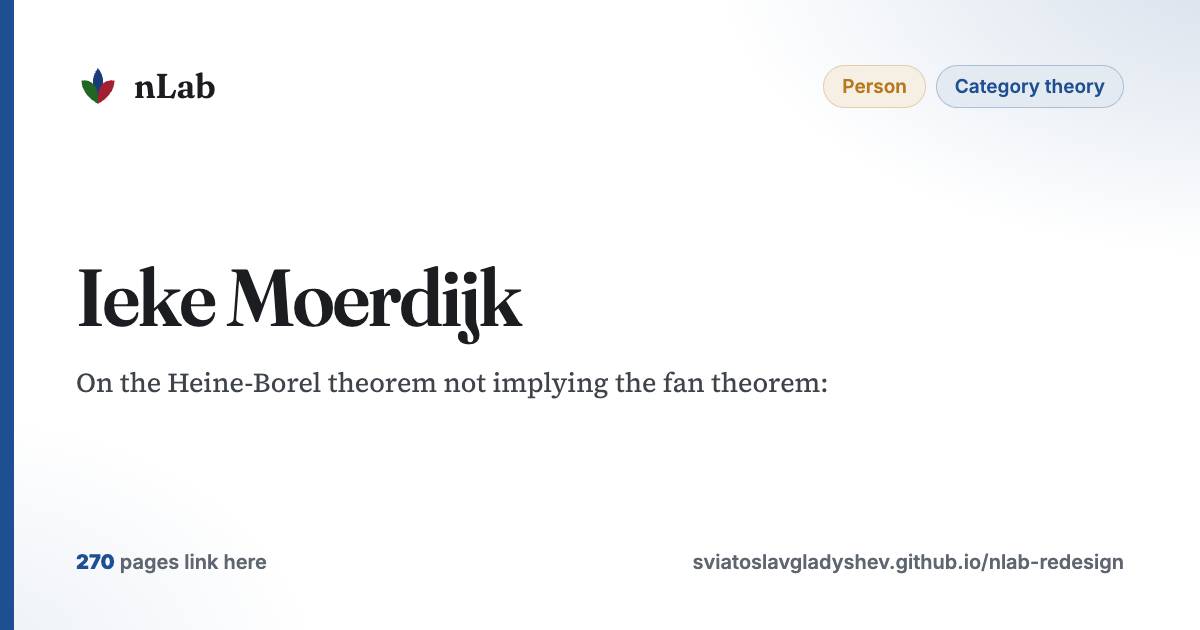 nLab
Person
Category theory
Ieke Moerdijk
On the Heine-Borel theorem not implying the fan theorem:
270 pages link here
sviatoslavgladyshev.github.io/nlab-redesign